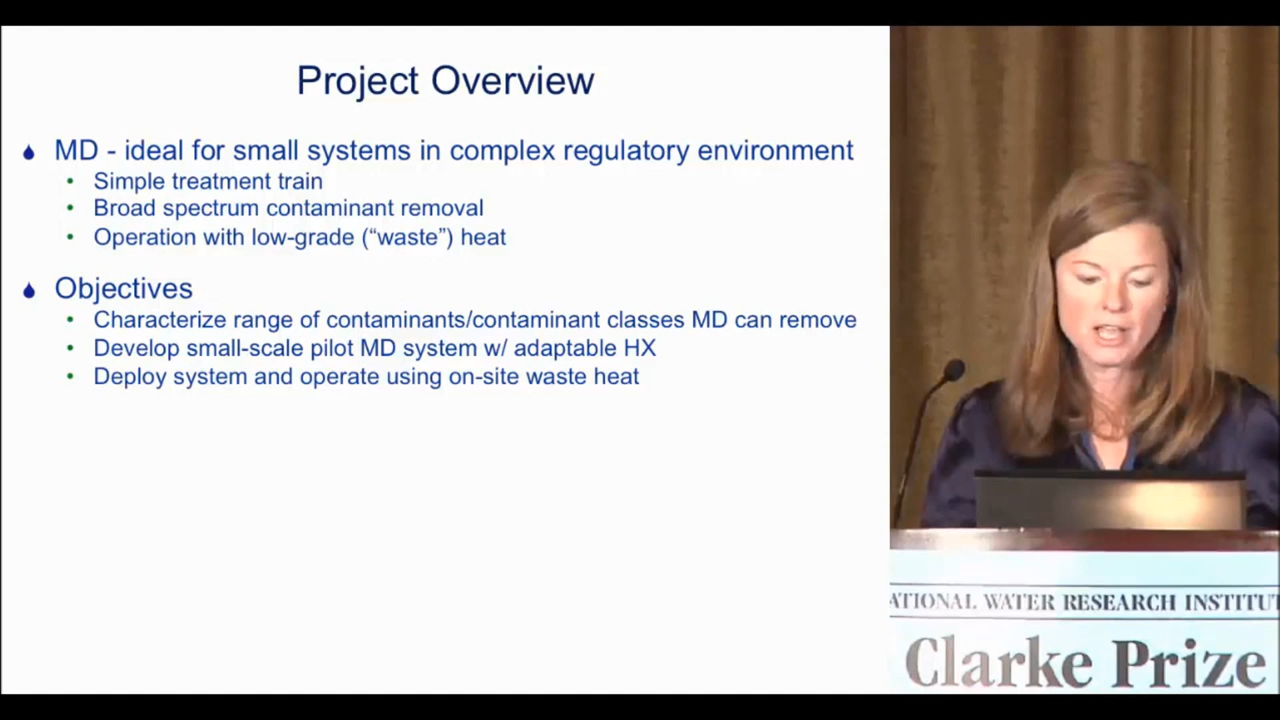 Project Overview
MD - ideal for small systems in complex regulatory environment
Simple treatment train
Broad spectrum contaminant removal
Operation with low-grade (“waste”) heat
Objectives
Characterize range of contaminants/contaminant classes MD can remove
Develop small-scale pilot MD system w/ adaptable HX
Deploy system and operate using on-site waste heat
ATIONAL WATER RESEARCH INSTITUT
Clarke Prize